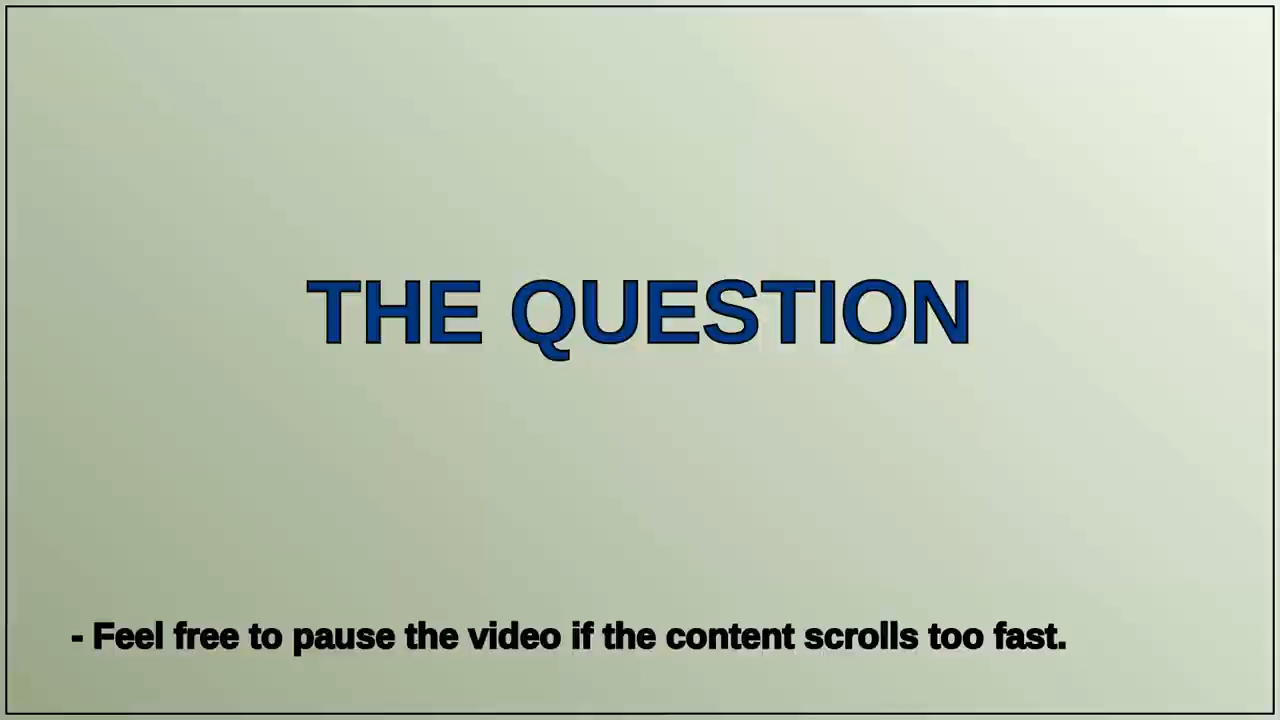 THE QUESTION
- Feel free to pause the video if the content scrolls too fast.